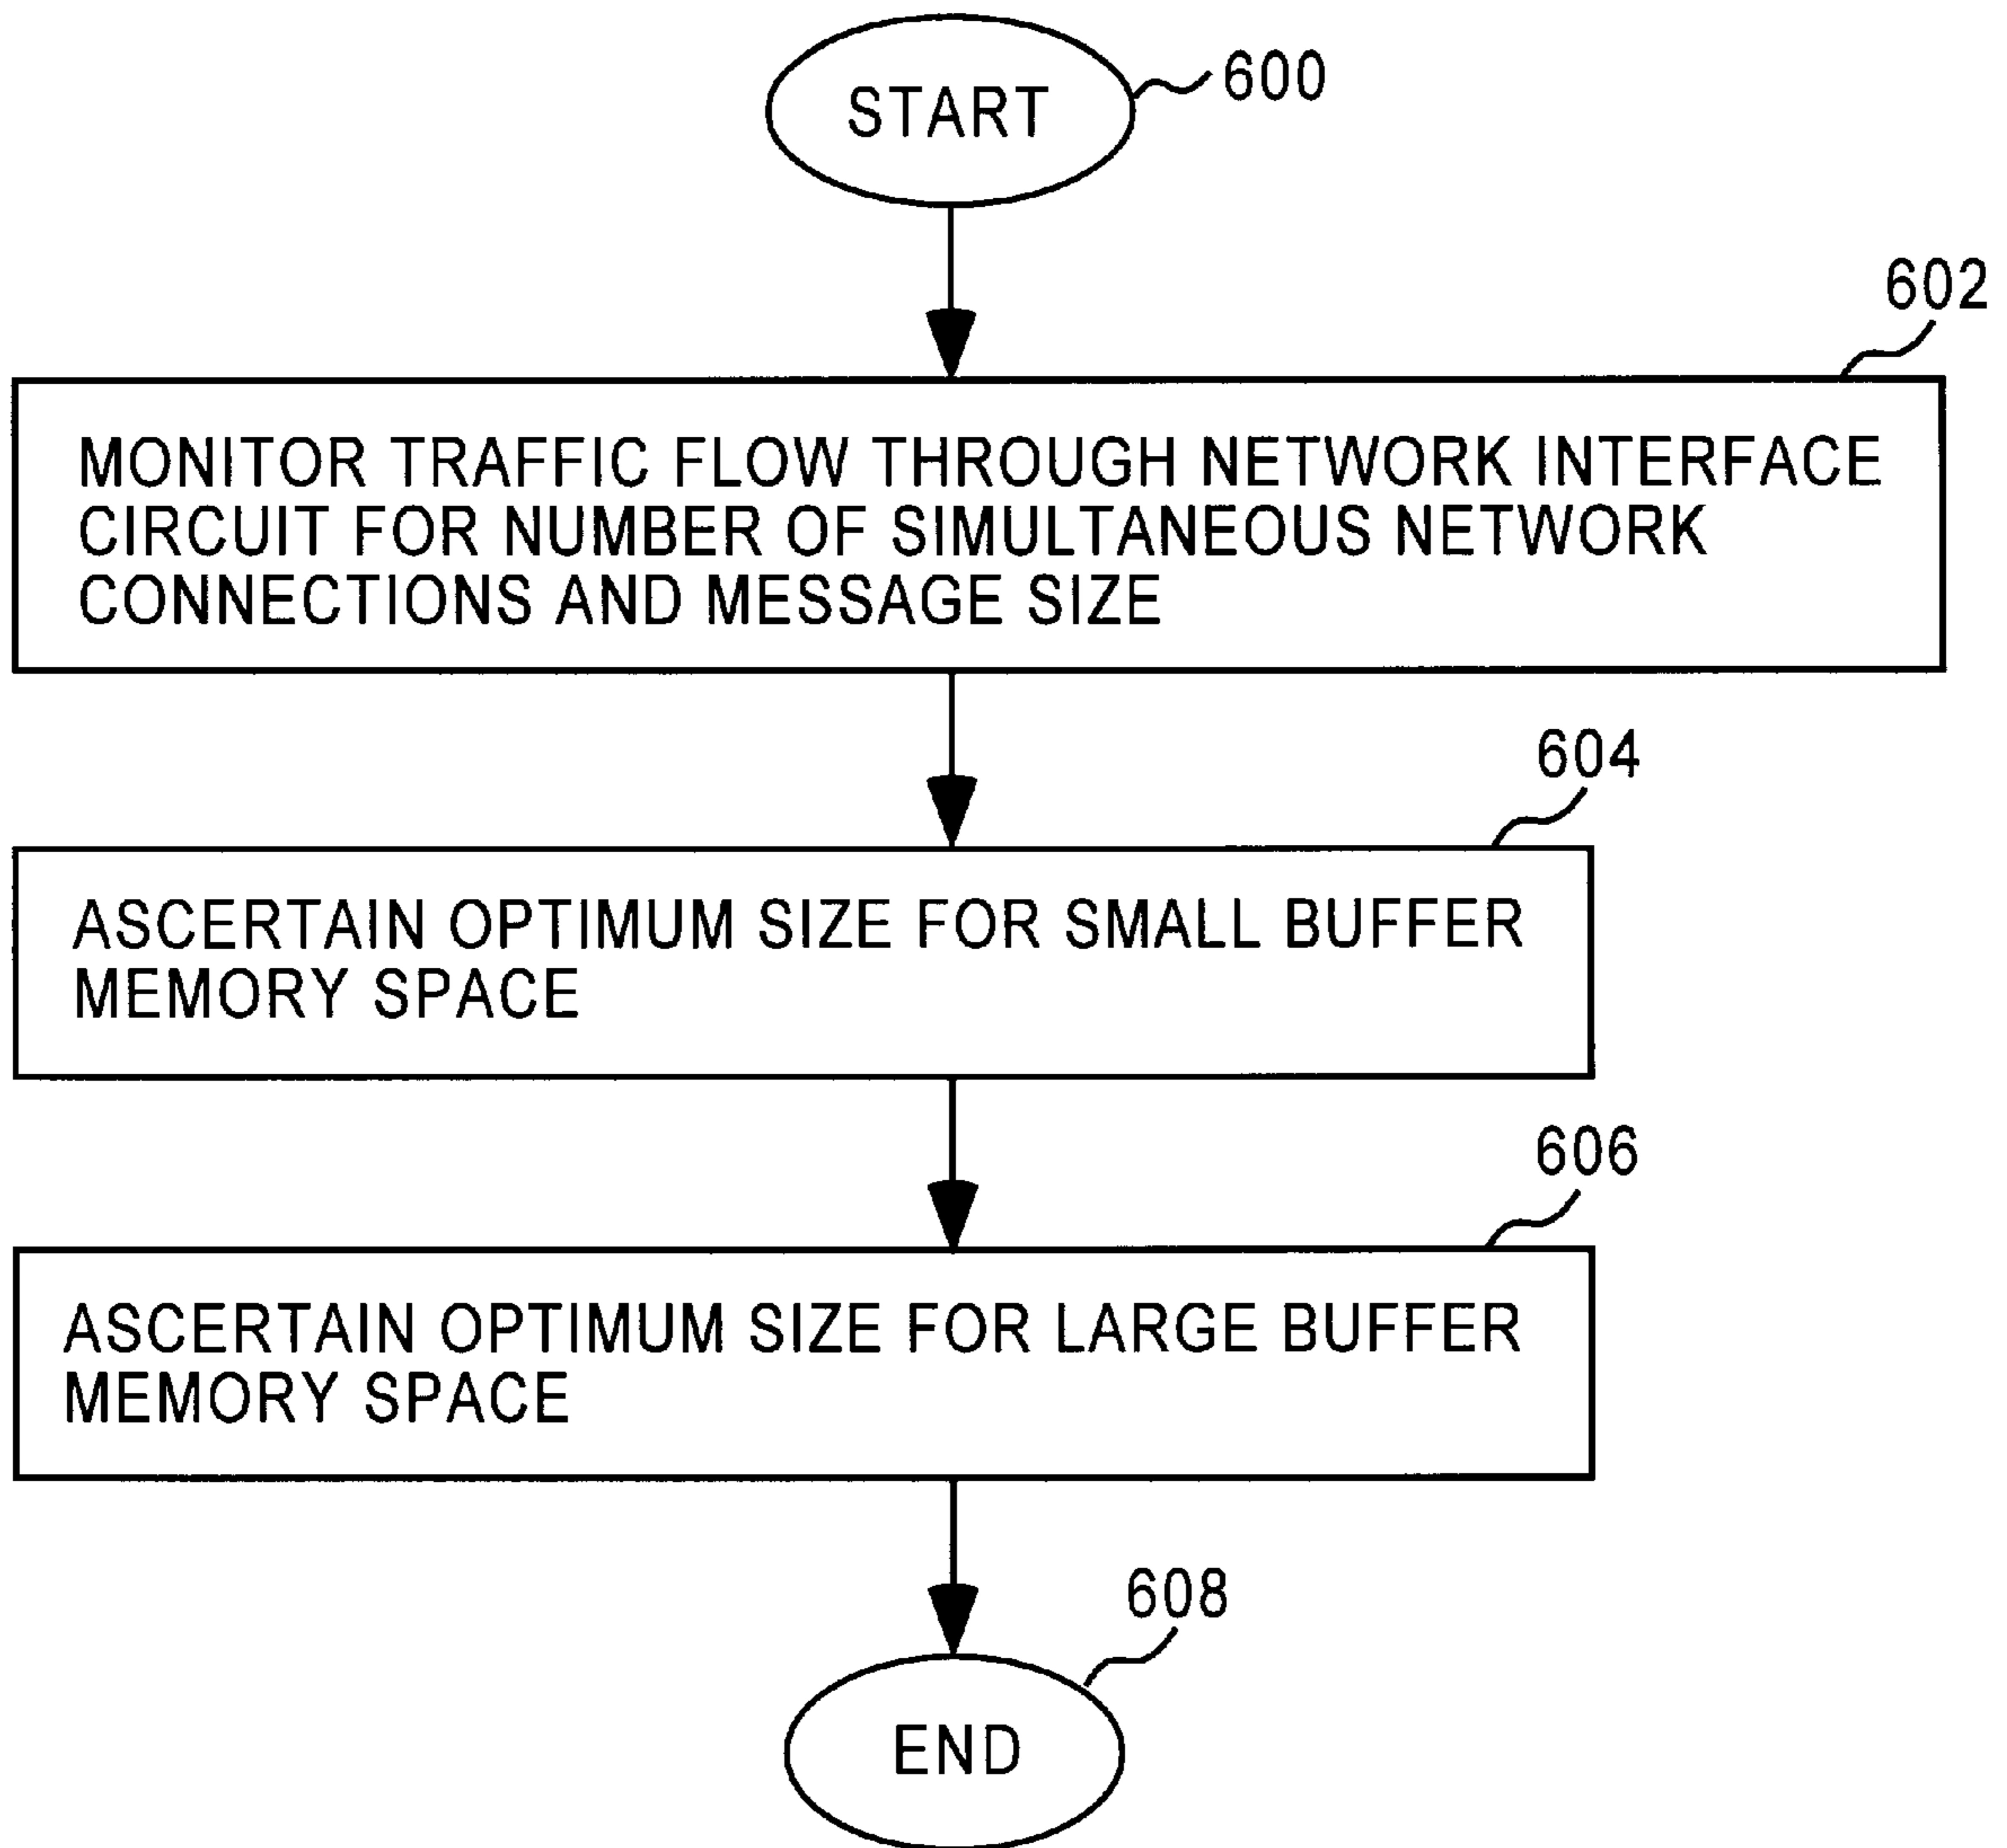 START
600
602
MONITOR TRAFFIC FLOW THROUGH NETWORK INTERFACE
CIRCUIT FOR NUMBER OF SIMULTANEOUS NETWORK
CONNECTIONS AND MESSAGE SIZE
604
ASCERTAIN OPTIMUM SIZE FOR SMALL BUFFER
MEMORY SPACE
606
ASCERTAIN OPTIMUM SIZE FOR LARGE BUFFER
MEMORY SPACE
608
END